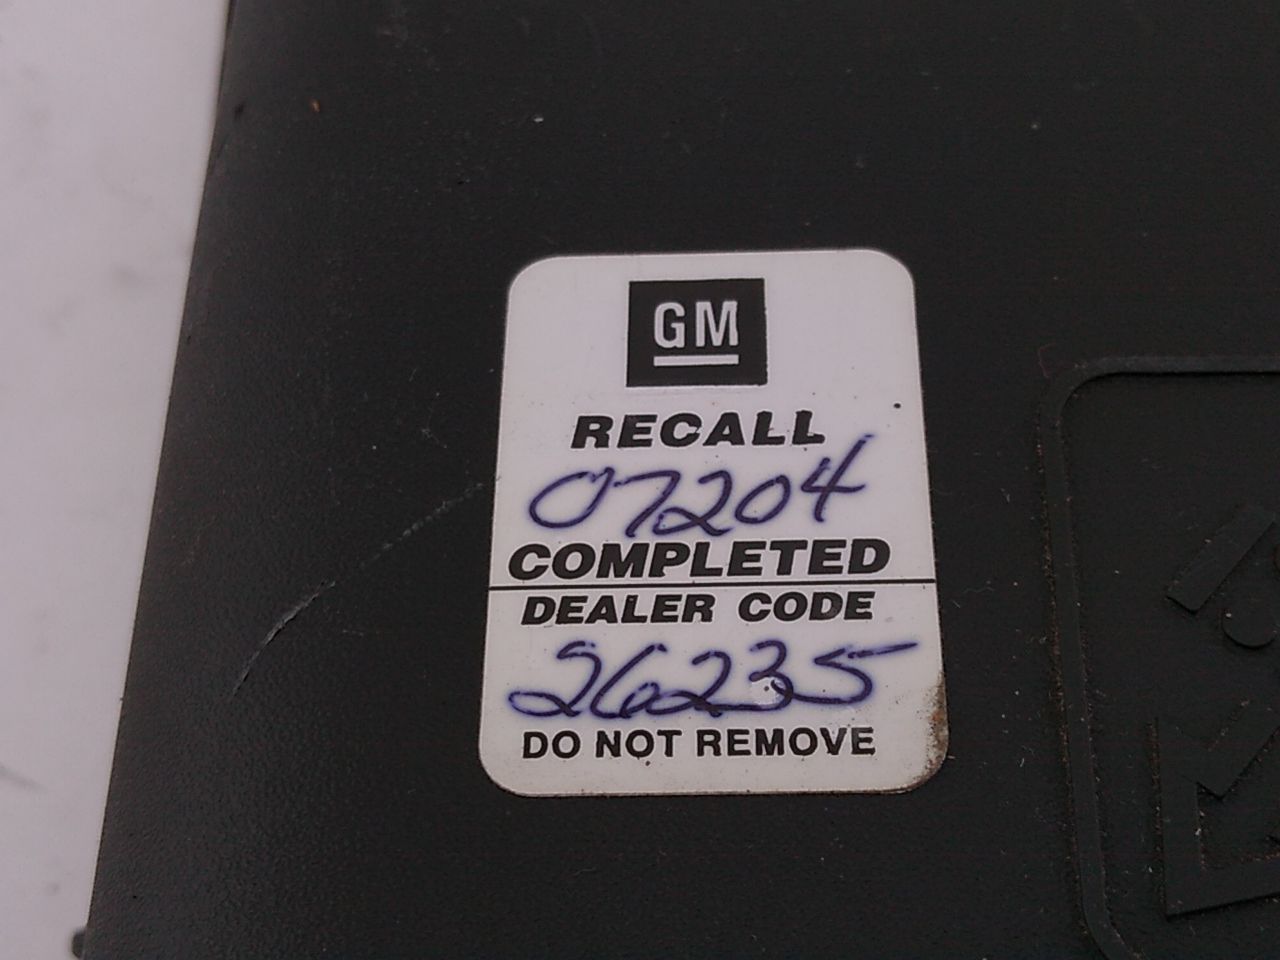 GM
RECALL
07204
COMPLETED
DEALER CODE
26235
DO NOT REMOVE